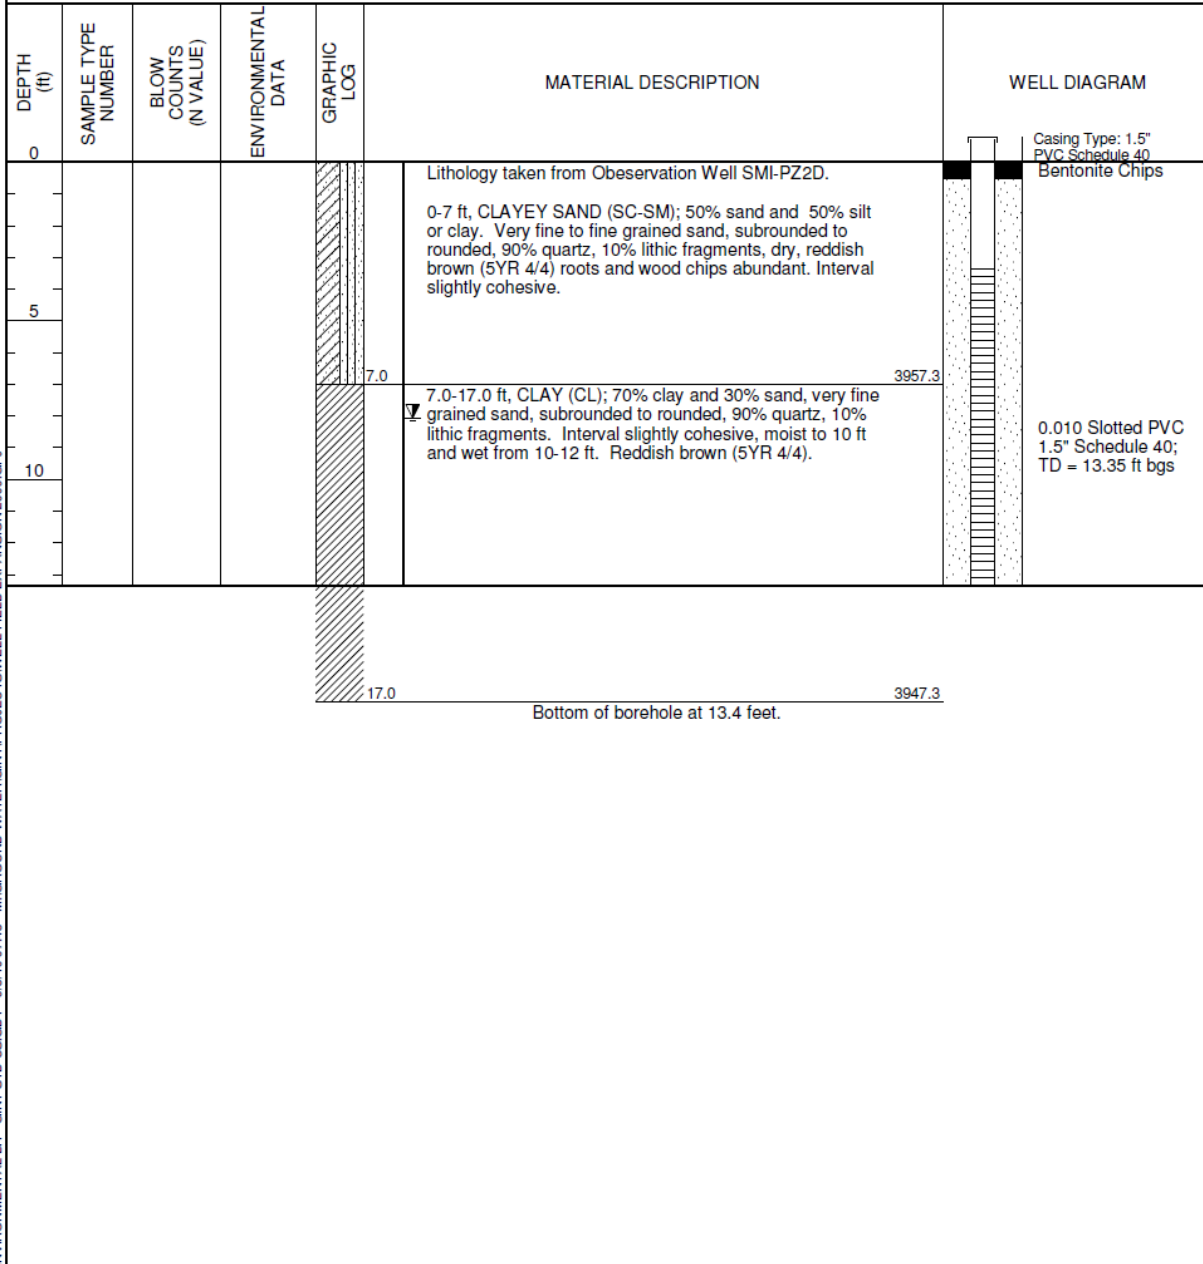 DEPTH
(ft)
SAMPLE TYPE
NUMBER
BLOW
COUNTS
(N VALUE)
ENVIRONMENTAL
DATA
GRAPHIC
LOG
MATERIAL DESCRIPTION
WELL DIAGRAM
0
Casing Type: 1.5"
PVC Schedule 40
Bentonite Chips
Lithology taken from Obeservation Well SMI-PZ2D.
0-7 ft, CLAYEY SAND (SC-SM); 50% sand and 50% silt
or clay. Very fine to fine grained sand, subrounded to
rounded, 90% quartz, 10% lithic fragments, dry, reddish
brown (5YR 4/4) roots and wood chips abundant. Interval
slightly cohesive.
5
7.0
3957.3
7.0-17.0 ft, CLAY (CL); 70% clay and 30% sand, very fine
grained sand, subrounded to rounded, 90% quartz, 10%
lithic fragments. Interval slightly cohesive, moist to 10 ft
and wet from 10-12 ft. Reddish brown (5YR 4/4).
0.010 Slotted PVC
1.5" Schedule 40;
TD = 13.35 ft bgs
10
17.0
3947.3
Bottom of borehole at 13.4 feet.